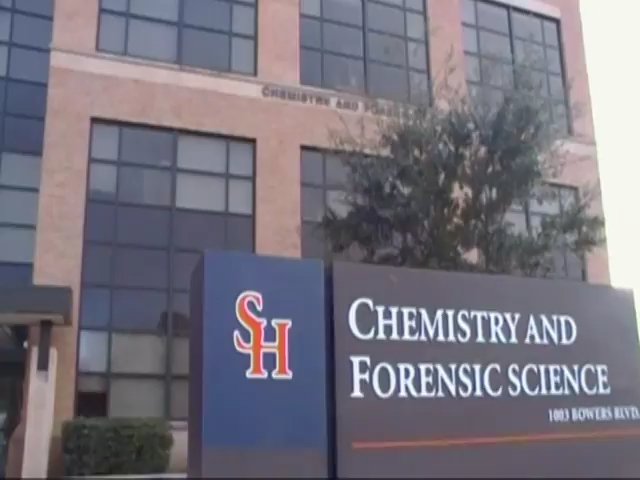 CHEMISTRY AND
SH
CHEMISTRY AND
FORENSIC SCIENCE
1003 BOWERS BLVD.